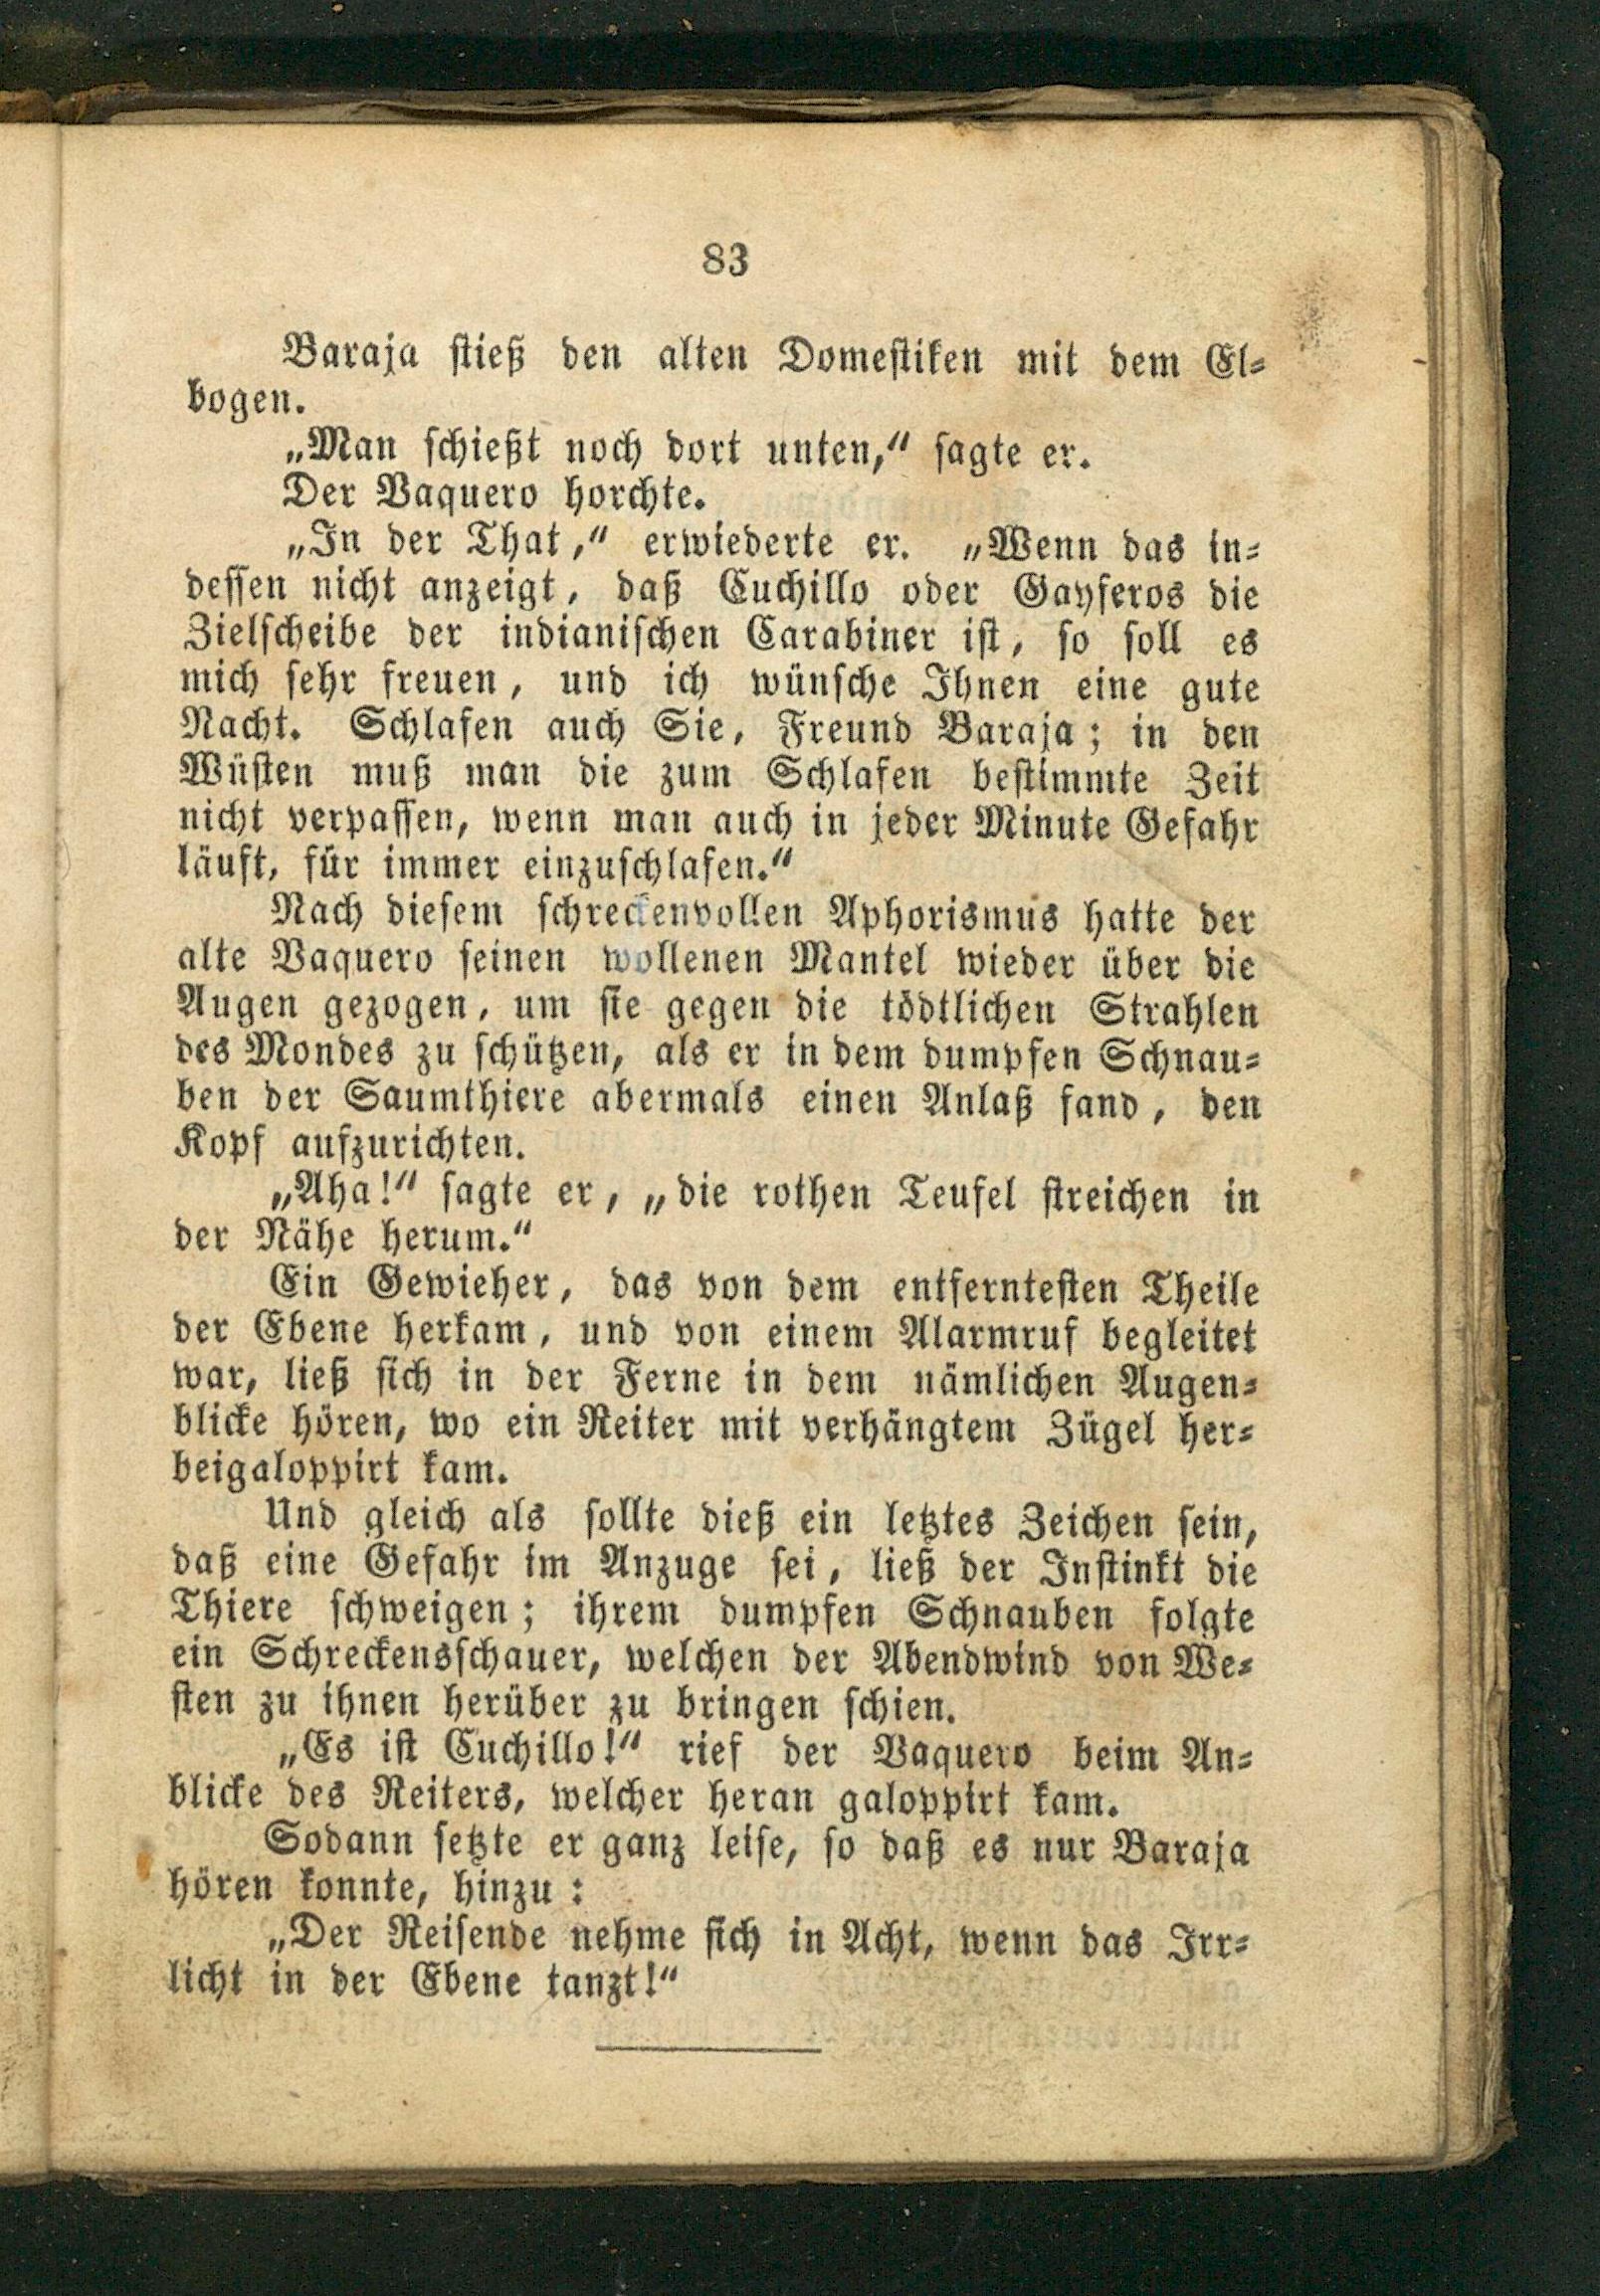 83
Baraja stieß den alten Domestiken mit dem El-
bogen.
„Man schießt noch dort unten,“ sagte er.
Der Vaquero horchte.
„In der That,“ erwiederte er. „Wenn das in-
dessen nicht anzeigt, daß Cuchillo oder Gayferos die
Zielscheibe der indianischen Carabiner ist, so soll es
mich sehr freuen, und ich wünsche Ihnen eine gute
Nacht. Schlafen auch Sie, Freund Baraja; in den
Wüsten muß man die zum Schlafen bestimmte Zeit
nicht verpassen, wenn man auch in jeder Minute Gefahr
läuft, für immer einzuschlafen.“
Nach diesem schreckenvollen Aphorismus hatte der
alte Vaquero seinen wollenen Mantel wieder über die
Augen gezogen, um sie gegen die tödtlichen Strahlen
des Mondes zu schützen, als er in dem dumpfen Schnau-
ben der Saumthiere abermals einen Anlaß fand, den
Kopf aufzurichten.
„Aha!“ sagte er, „die rothen Teufel streichen in
der Nähe herum.“
Ein Gewieher, das von dem entferntesten Theile
der Ebene herkam, und von einem Alarmruf begleitet
war, ließ sich in der Ferne in dem nämlichen Augen-
blicke hören, wo ein Reiter mit verhängtem Zügel her-
beigaloppirt kam.
Und gleich als sollte dieß ein letztes Zeichen sein,
daß eine Gefahr im Anzuge sei, ließ der Instinkt die
Thiere schweigen; ihrem dumpfen Schnauben folgte
ein Schreckensschauer, welchen der Abendwind von We-
sten zu ihnen herüber zu bringen schien.
„Es ist Cuchillo!“ rief der Vaquero beim An-
blicke des Reiters, welcher heran galoppirt kam.
Sodann setzte er ganz leise, so daß es nur Baraja
hören konnte, hinzu:
„Der Reisende nehme sich in Acht, wenn das Irr-
licht in der Ebene tanzt!“